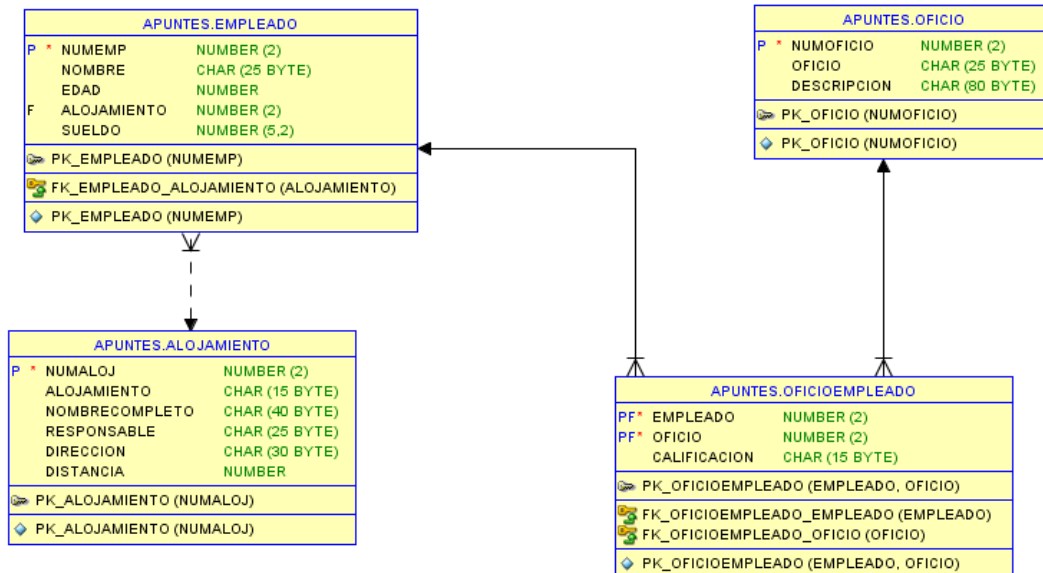 APUNTES.EMPLEADO
P * NUMEMP NUMBER (2)
NOMBRE CHAR (25 BYTE)
EDAD NUMBER
F ALOJAMIENTO NUMBER (2)
SUELDO NUMBER (5,2)
PK_EMPLEADO (NUMEMP)
FK_EMPLEADO_ALOJAMIENTO (ALOJAMIENTO)
PK_EMPLEADO (NUMEMP)
APUNTES.OFICIO
P * NUMOFICIO NUMBER (2)
OFICIO CHAR (25 BYTE)
DESCRIPCION CHAR (80 BYTE)
PK_OFICIO (NUMOFICIO)
PK_OFICIO (NUMOFICIO)
APUNTES.ALOJAMIENTO
P * NUMALOJ NUMBER (2)
ALOJAMIENTO CHAR (15 BYTE)
NOMBRECOMPLETO CHAR (40 BYTE)
RESPONSABLE CHAR (25 BYTE)
DIRECCION CHAR (30 BYTE)
DISTANCIA NUMBER
PK_ALOJAMIENTO (NUMALOJ)
PK_ALOJAMIENTO (NUMALOJ)
APUNTES.OFICIOEMPLEADO
PF* EMPLEADO NUMBER (2)
PF* OFICIO NUMBER (2)
CALIFICACION CHAR (15 BYTE)
PK_OFICIOEMPLEADO (EMPLEADO, OFICIO)
FK_OFICIOEMPLEADO_EMPLEADO (EMPLEADO)
FK_OFICIOEMPLEADO_OFICIO (OFICIO)
PK_OFICIOEMPLEADO (EMPLEADO, OFICIO)